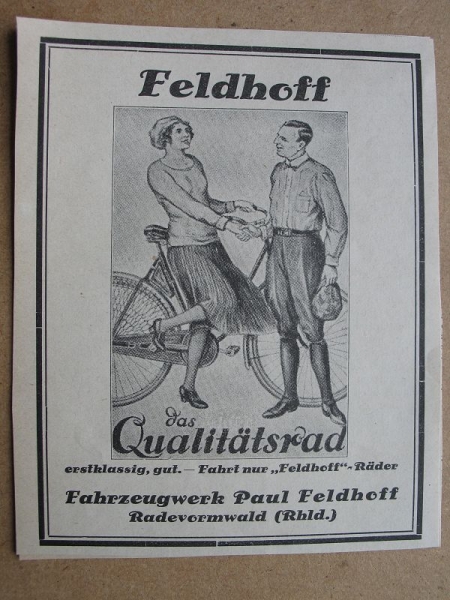 Feldhoff
das
Qualitätsrad
erstklassig, gut. — Fahrt nur „Feldhoff“-Räder
Fahrzeugwerk Paul Feldhoff
Radevormwald (Rhld.)